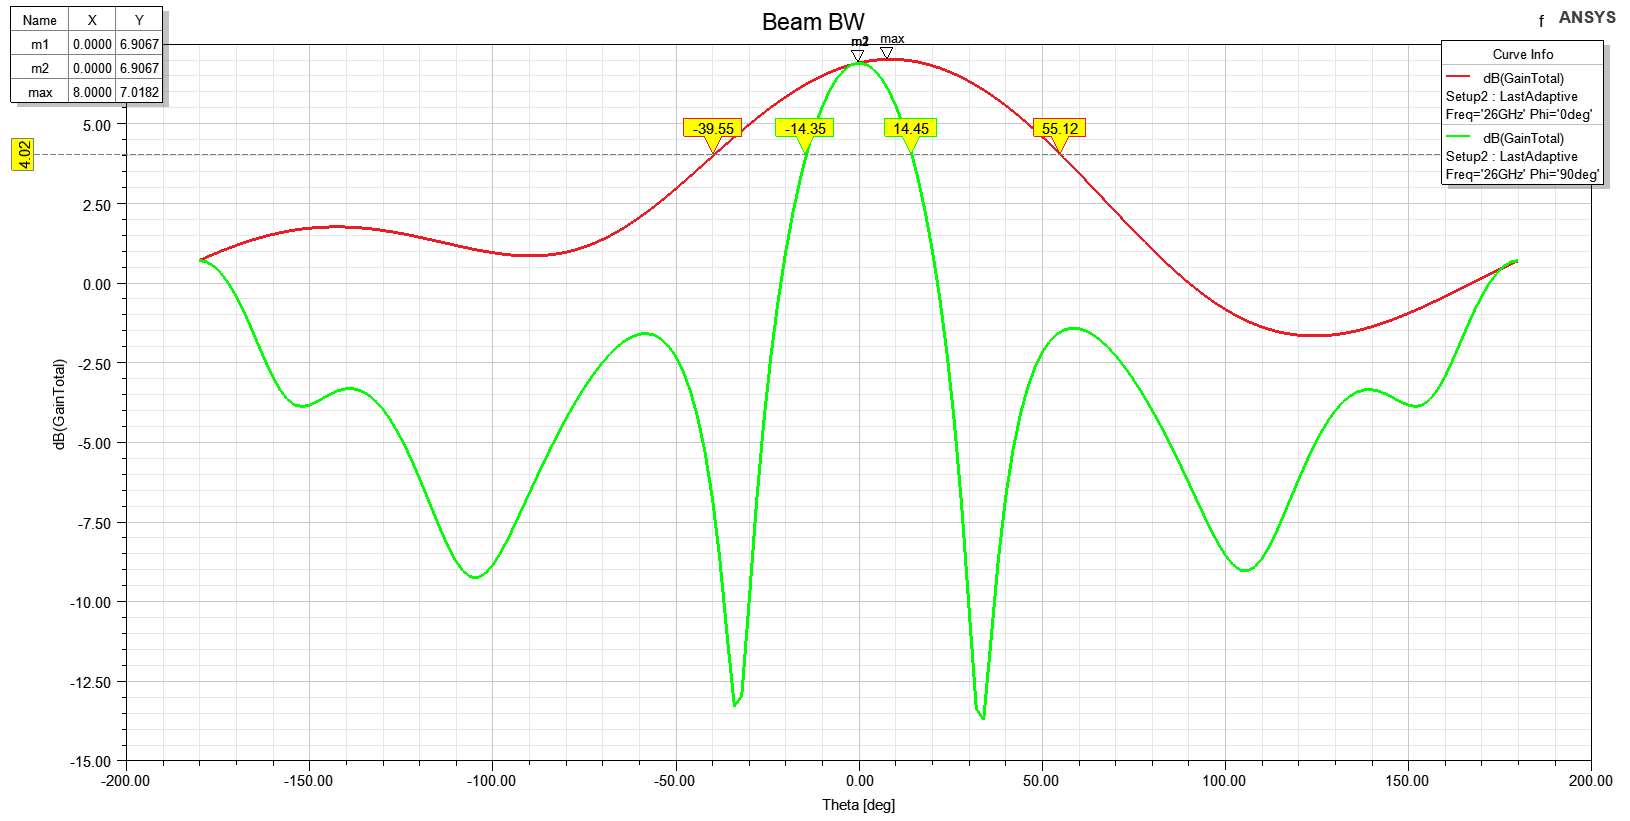 Beam BW
f ANSYS
Name X Y
m1 0.0000 6.9067
m2 0.0000 6.9067
max 8.0000 7.0182
m2 max
Curve Info
dB(GainTotal)
Setup2 : LastAdaptive
Freq='26GHz' Phi='0deg'
dB(GainTotal)
Setup2 : LastAdaptive
Freq='26GHz' Phi='90deg'
-39.55 -14.35 14.45 55.12
4.02
5.00
2.50
0.00
-2.50
-5.00
-7.50
-10.00
-12.50
-15.00
dB(GainTotal)
-200.00 -150.00 -100.00 -50.00 0.00 50.00 100.00 150.00 200.00
Theta [deg]